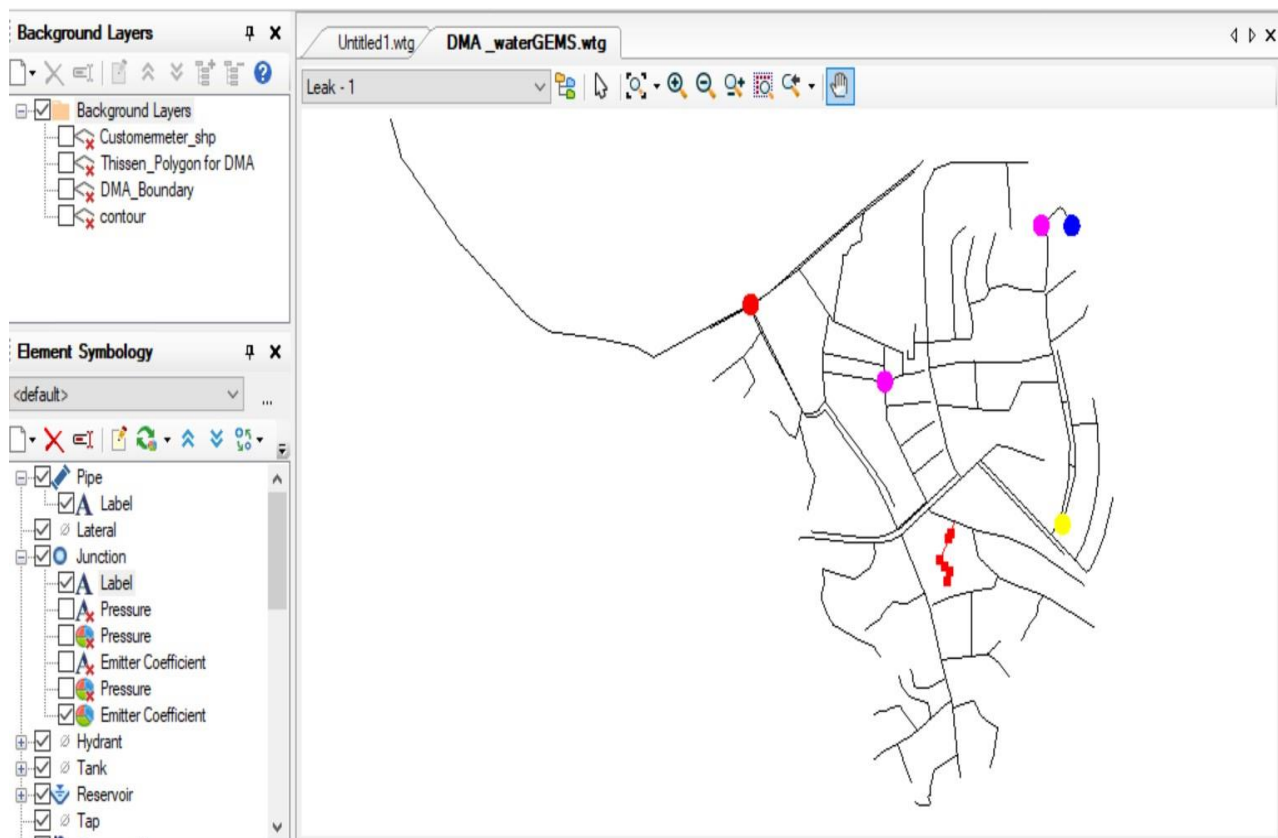 Background Layers
Untitled1.wtg
DMA _waterGEMS.wtg
Leak - 1
Background Layers
Customermeter_shp
Thissen_Polygon for DMA
DMA_Boundary
contour
Element Symbology
<default>
...
Pipe
A Label
Lateral
Junction
A Label
A Pressure
Pressure
A Emitter Coefficient
Pressure
Emitter Coefficient
Hydrant
Tank
Reservoir
Tap